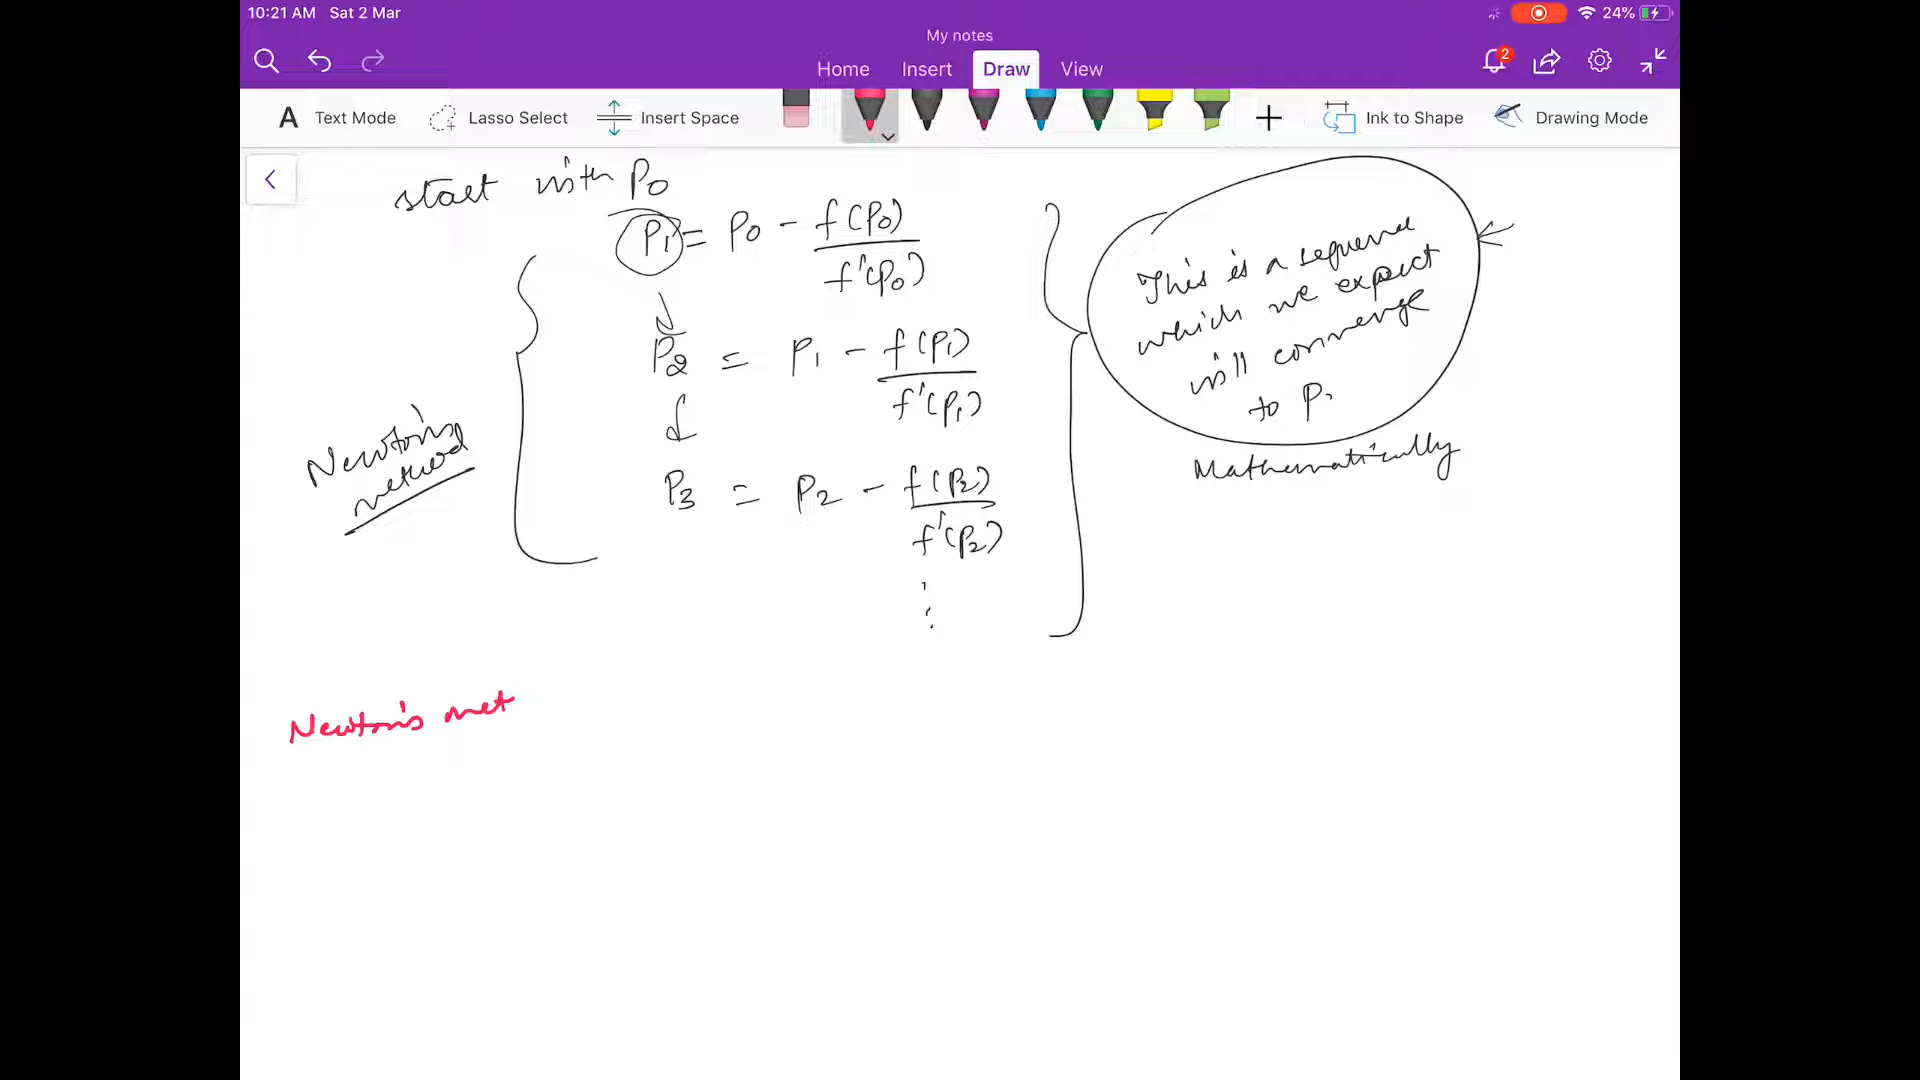 10:21 AM Sat 2 Mar
24%
My notes
Home Insert Draw View
2
A Text Mode Lasso Select Insert Space Ink to Shape Drawing Mode
start with P0
P1 = P0 - f(P0) / f'(P0)
P2 = P1 - f(P1) / f'(P1)
P3 = P2 - f(P2) / f'(P2)
⋮
Newton's
method
This is a sequence
which we expect
will converge
to P.
Mathematically
Newton's met